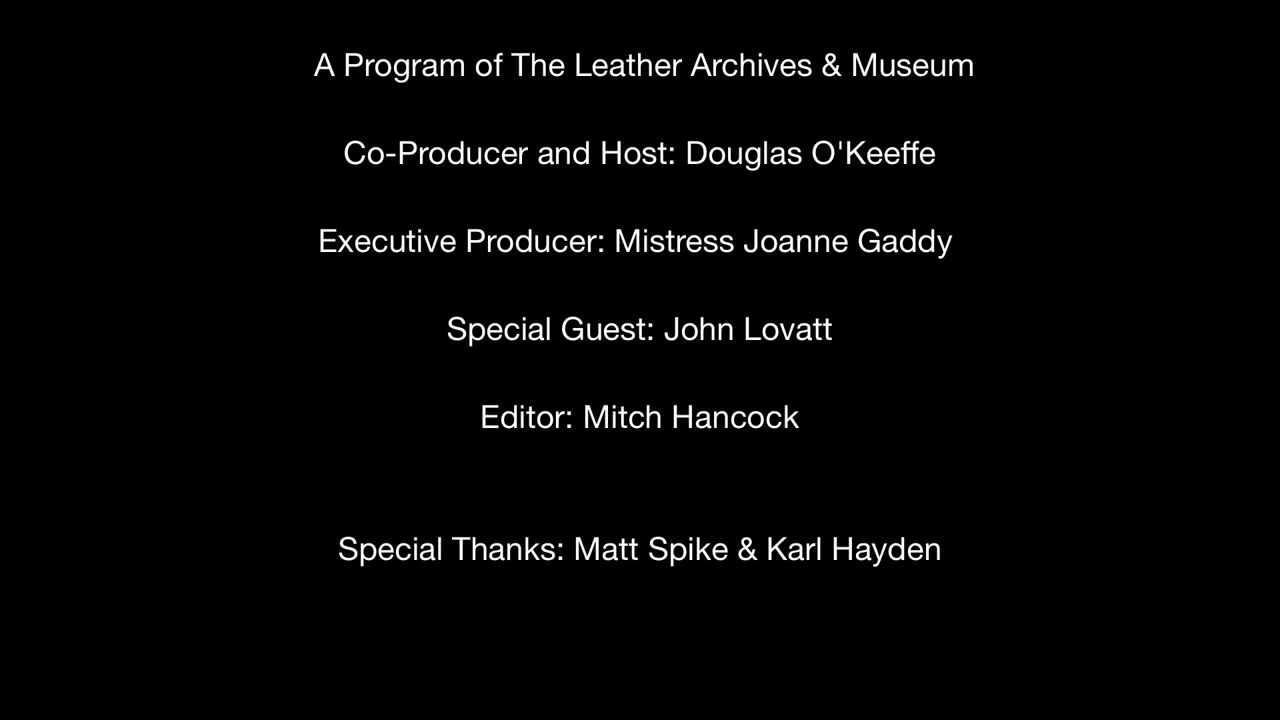 A Program of The Leather Archives & Museum
Co-Producer and Host: Douglas O'Keeffe
Executive Producer: Mistress Joanne Gaddy
Special Guest: John Lovatt
Editor: Mitch Hancock
Special Thanks: Matt Spike & Karl Hayden